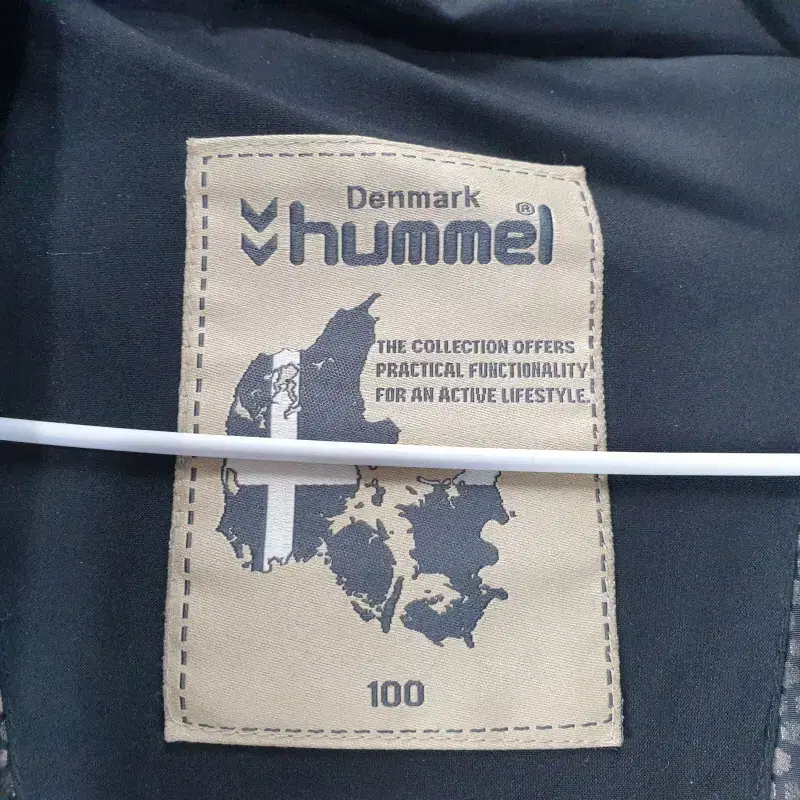 Denmark
hummel®
THE COLLECTION OFFERS
PRACTICAL FUNCTIONALITY
FOR AN ACTIVE LIFESTYLE.
100